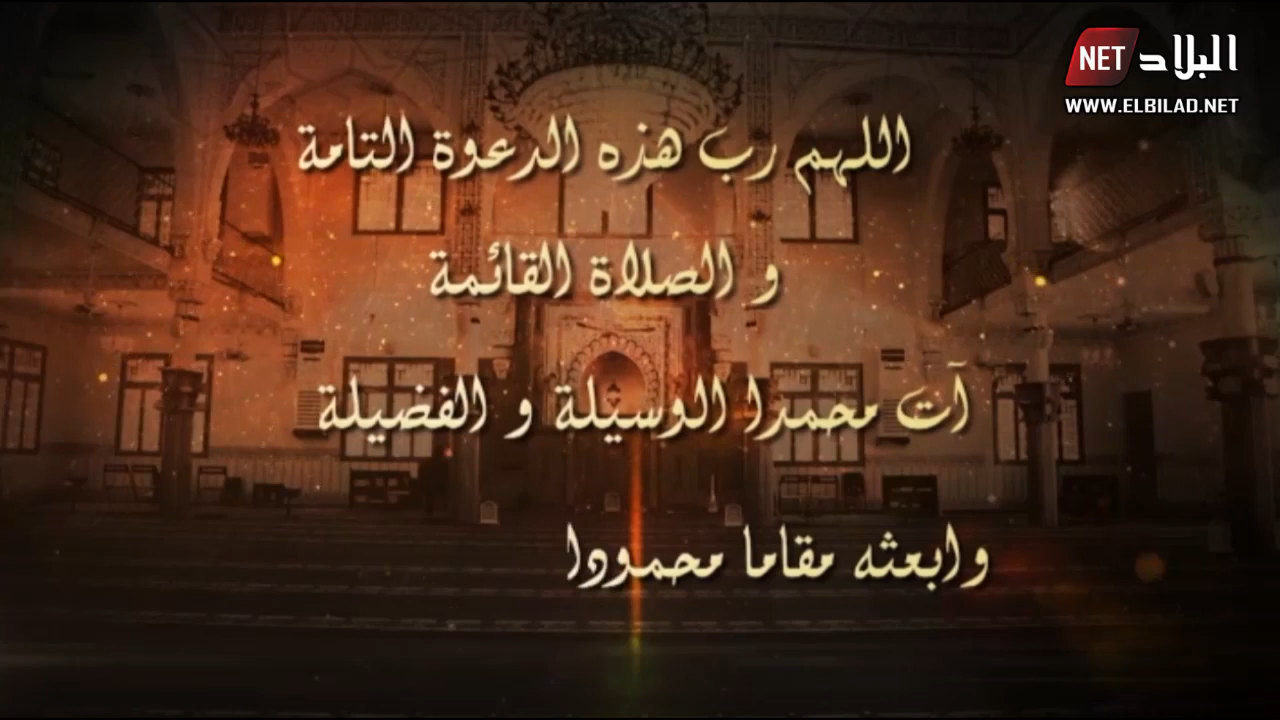 البلاد NET
WWW.ELBILAD.NET
اللهم رب هذه الدعوة التامة
و الصلاة القائمة
آت محمدا الوسيلة و الفضيلة
وابعثه مقاما محمودا